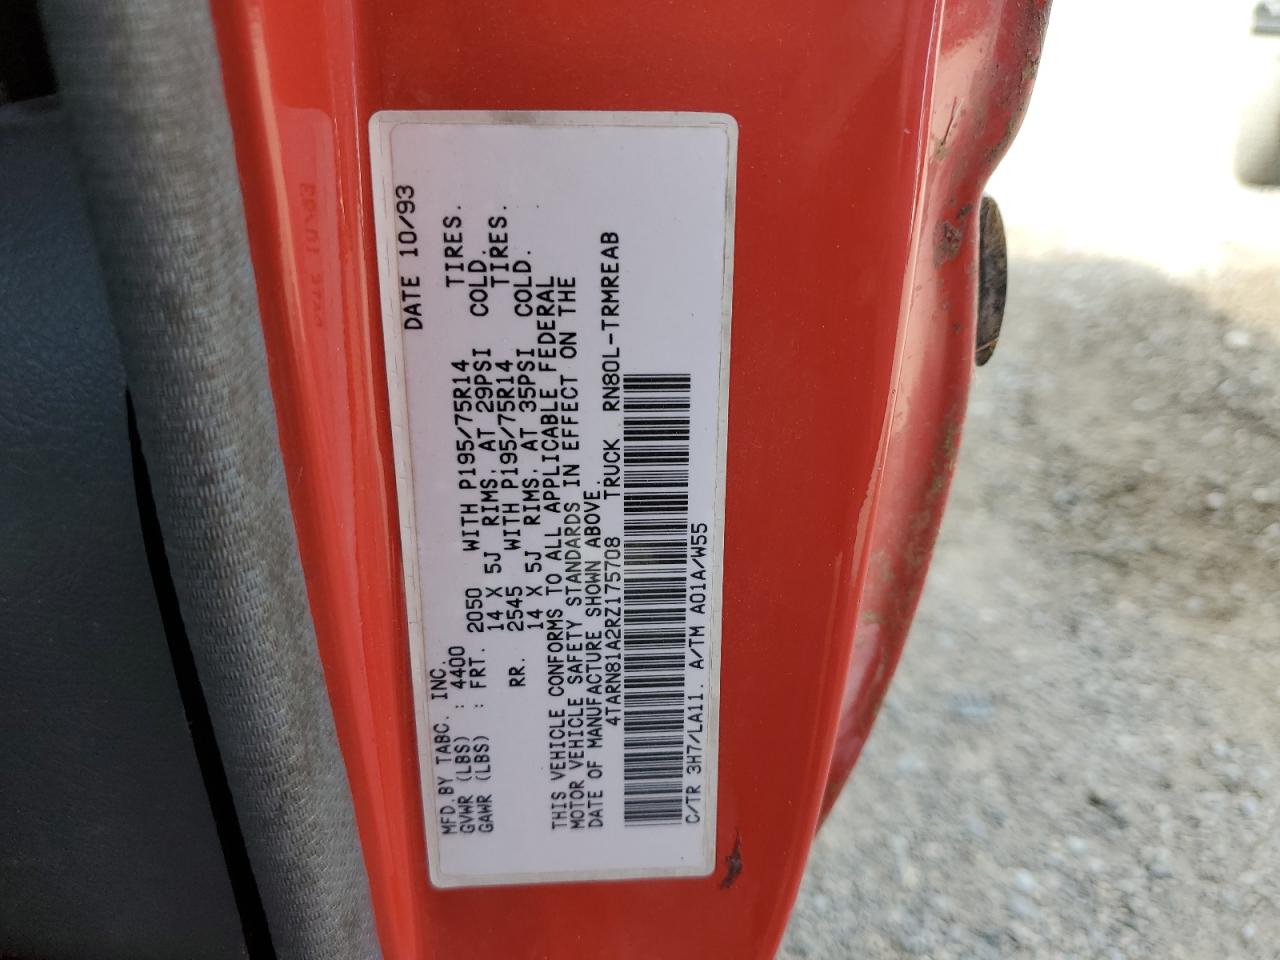 MFD. BY TABC. INC. DATE 10/93
GVWR (LBS) : 4400
GAWR (LBS) : FRT. 2050 WITH P195/75R14 TIRES.
14 X 5J RIMS. AT 29PSI COLD.
RR. 2545 WITH P195/75R14 TIRES.
14 X 5J RIMS. AT 35PSI COLD.
THIS VEHICLE CONFORMS TO ALL APPLICABLE FEDERAL
MOTOR VEHICLE SAFETY STANDARDS IN EFFECT ON THE
DATE OF MANUFACTURE SHOWN ABOVE.
4TARN81A2RZ175708 TRUCK RN80L-TRMREAB
C/TR 3H7/LA11. A/TM A01A/W55